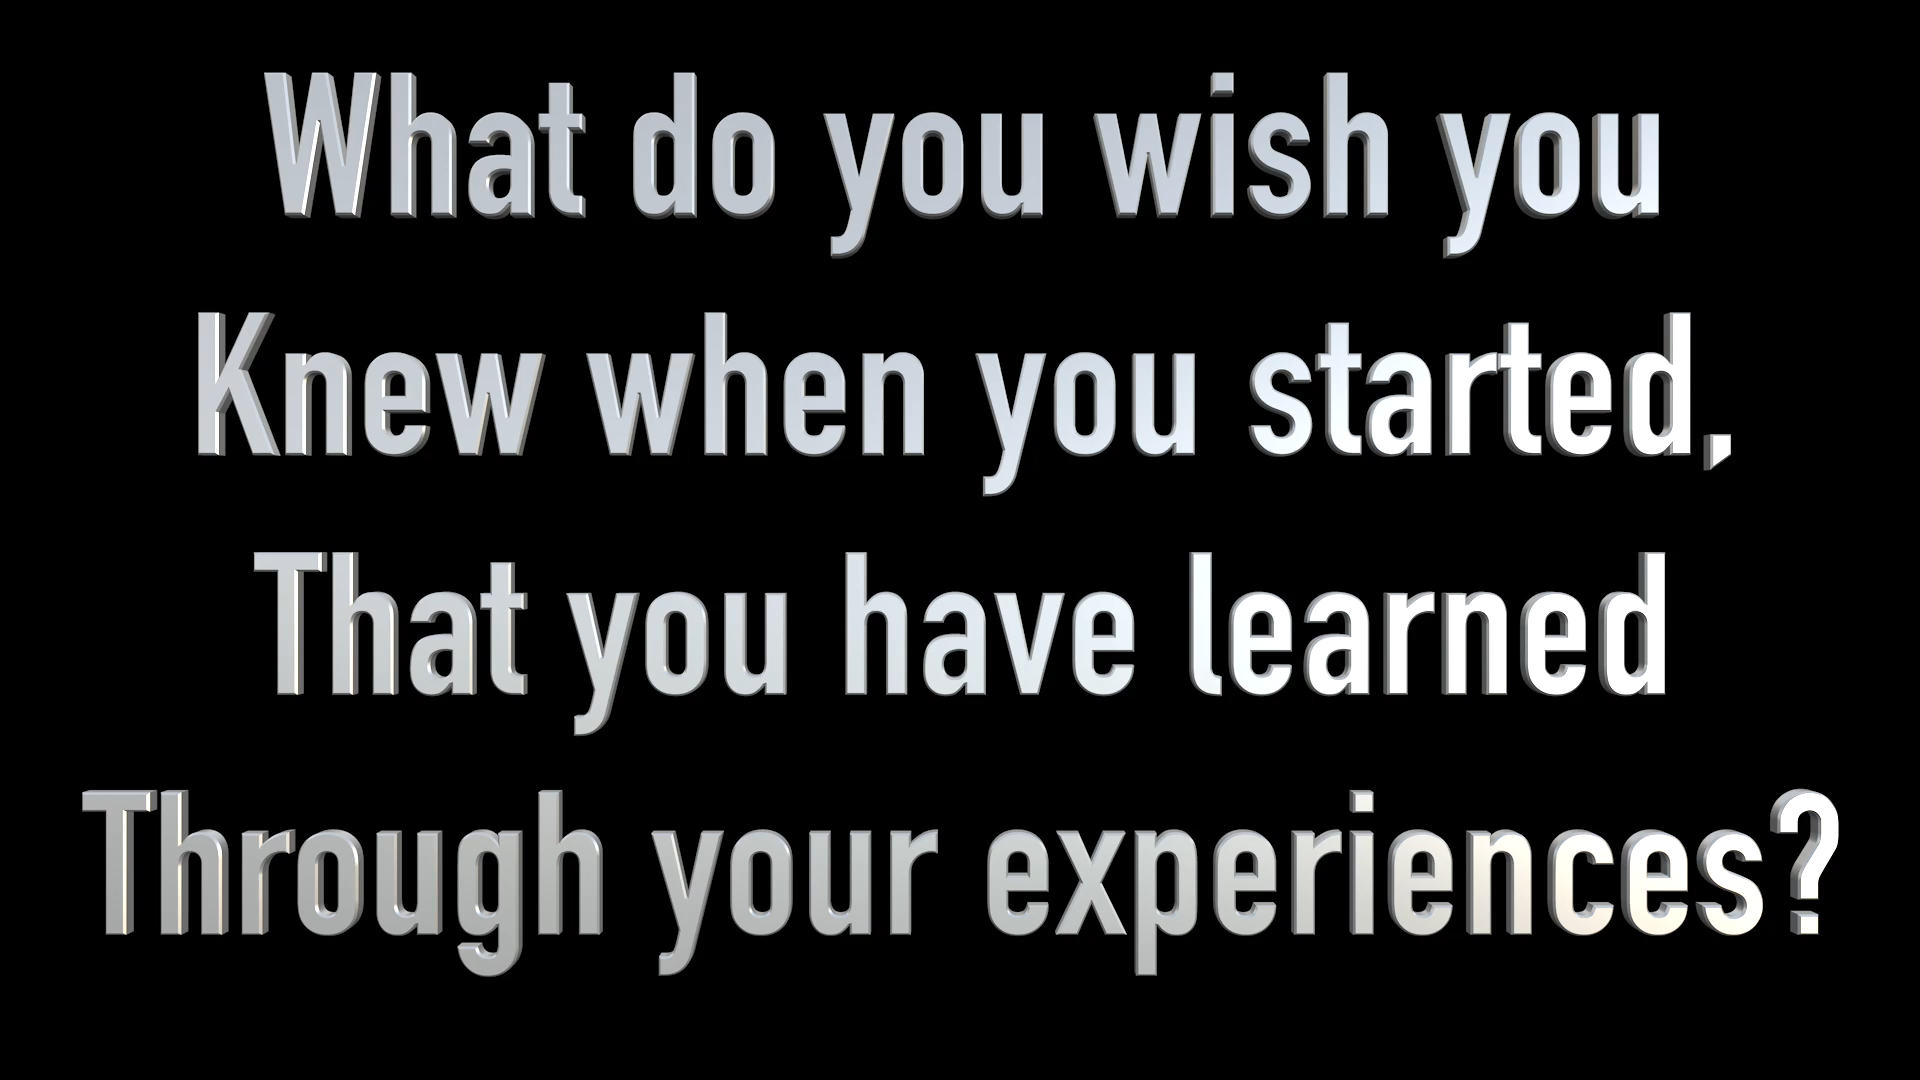 What do you wish you
Knew when you started,
That you have learned
Through your experiences?